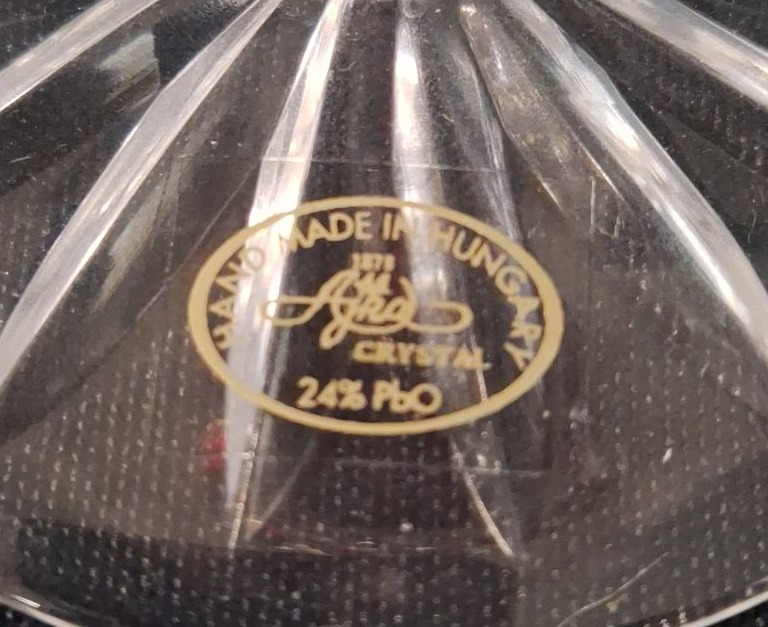 HAND MADE IN HUNGARY
1878
Ajka
CRYSTAL
24% PbO